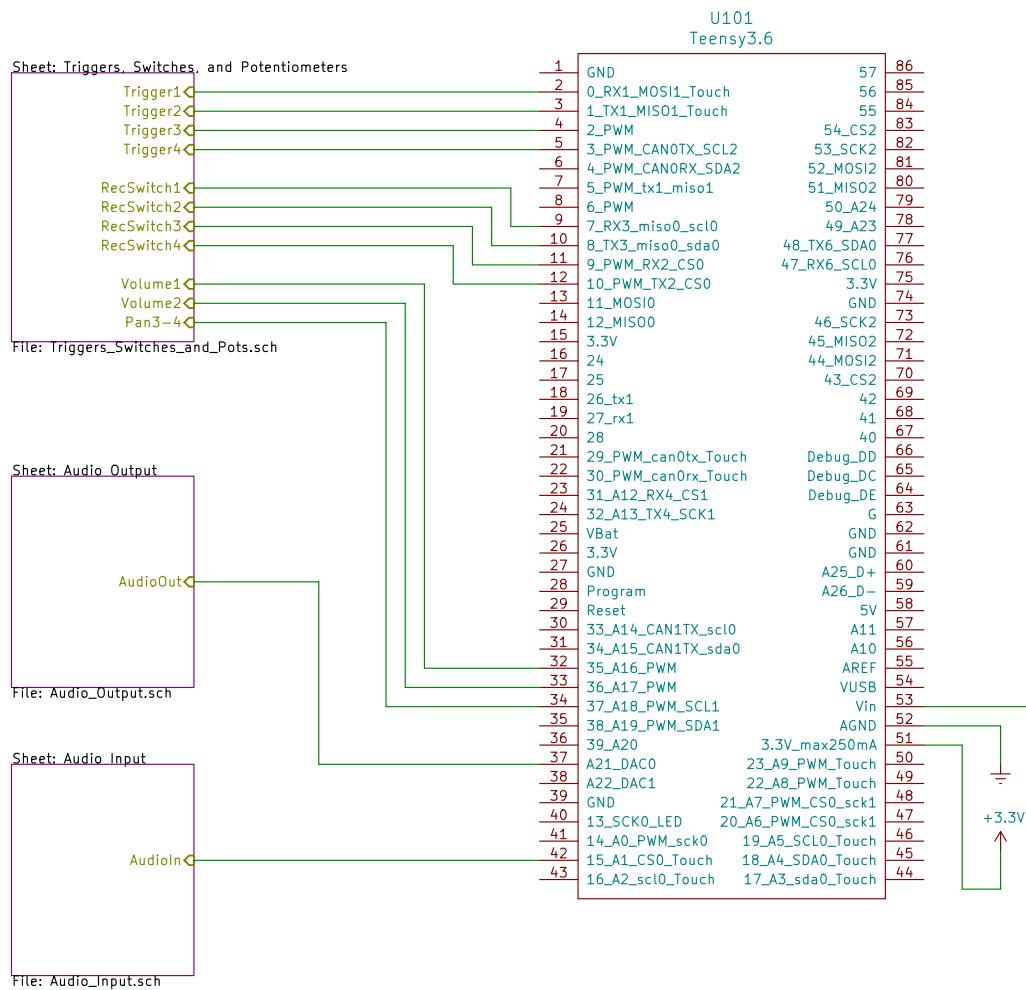 U101
Teensy3.6
Sheet: Triggers, Switches, and Potentiometers
Trigger1
Trigger2
Trigger3
Trigger4
RecSwitch1
RecSwitch2
RecSwitch3
RecSwitch4
Volume1
Volume2
Pan3-4
File: Triggers_Switches_and_Pots.sch
Sheet: Audio Output
AudioOut
File: Audio_Output.sch
Sheet: Audio Input
AudioIn
File: Audio_Input.sch
1 GND
2 0_RX1_MOSI1_Touch
3 1_TX1_MISO1_Touch
4 2_PWM
5 3_PWM_CAN0TX_SCL2
6 4_PWM_CAN0RX_SDA2
7 5_PWM_tx1_miso1
8 6_PWM
9 7_RX3_miso0_scl0
10 8_TX3_miso0_sda0
11 9_PWM_RX2_CS0
12 10_PWM_TX2_CS0
13 11_MOSI0
14 12_MISO0
15 3.3V
16 24
17 25
18 26_tx1
19 27_rx1
20 28
21 29_PWM_can0tx_Touch
22 30_PWM_can0rx_Touch
23 31_A12_RX4_CS1
24 32_A13_TX4_SCK1
25 VBat
26 3.3V
27 GND
28 Program
29 Reset
30 33_A14_CAN1TX_scl0
31 34_A15_CAN1TX_sda0
32 35_A16_PWM
33 36_A17_PWM
34 37_A18_PWM_SCL1
35 38_A19_PWM_SDA1
36 39_A20
37 A21_DAC0
38 A22_DAC1
39 GND
40 13_SCK0_LED
41 14_A0_PWM_sck0
42 15_A1_CS0_Touch
43 16_A2_scl0_Touch
57 86
56 85
55 84
54_CS2 83
53_SCK2 82
52_MOSI2 81
51_MISO2 80
50_A24 79
49_A23 78
48_TX6_SDA0 77
47_RX6_SCL0 76
3.3V 75
GND 74
46_SCK2 73
45_MISO2 72
44_MOSI2 71
43_CS2 70
42 69
41 68
40 67
Debug_DD 66
Debug_DC 65
Debug_DE 64
G 63
GND 62
GND 61
A25_D+ 60
A26_D- 59
5V 58
A11 57
A10 56
AREF 55
VUSB 54
Vin 53
AGND 52
3.3V_max250mA 51
23_A9_PWM_Touch 50
22_A8_PWM_Touch 49
21_A7_PWM_CS0_sck1 48
20_A6_PWM_CS0_sck1 47
19_A5_SCL0_Touch 46
18_A4_SDA0_Touch 45
17_A3_sda0_Touch 44
+3.3V